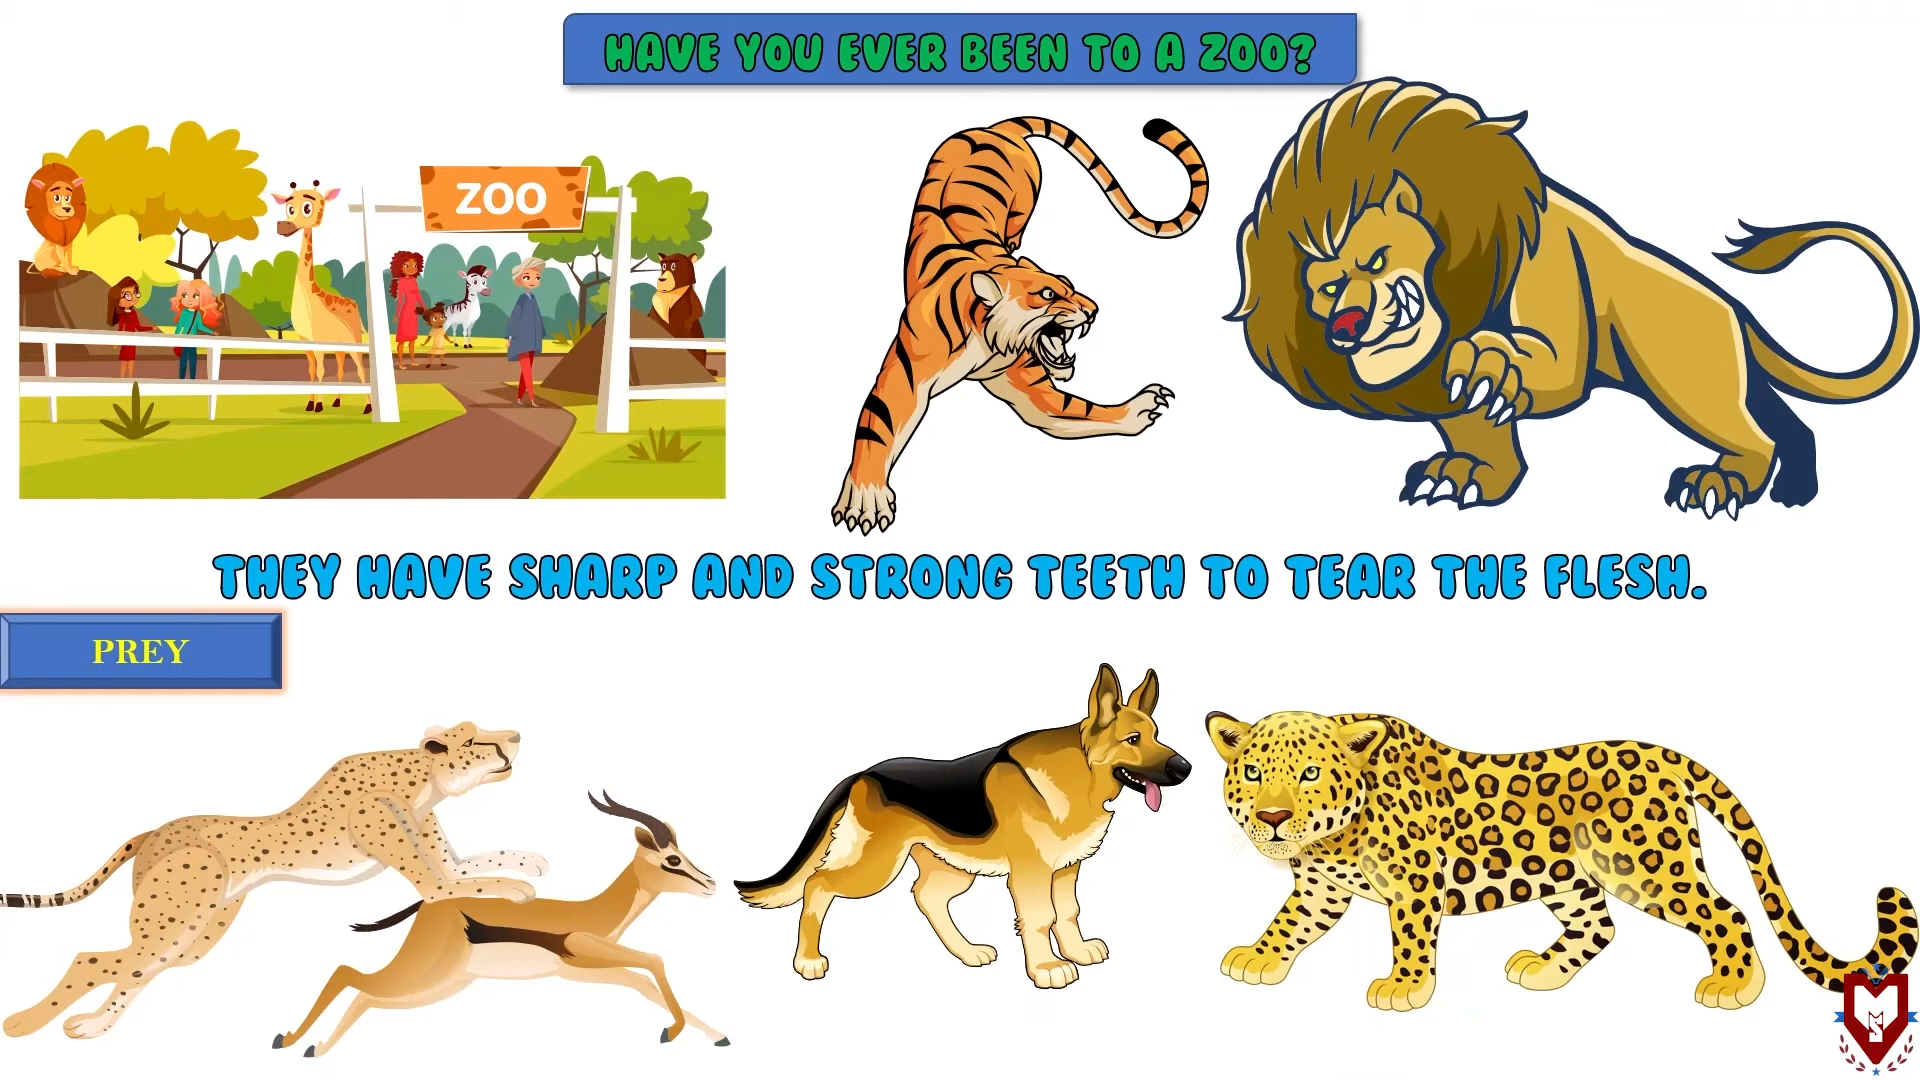 HAVE YOU EVER BEEN TO A ZOO?
ZOO
THEY HAVE SHARP AND STRONG TEETH TO TEAR THE FLESH.
PREY